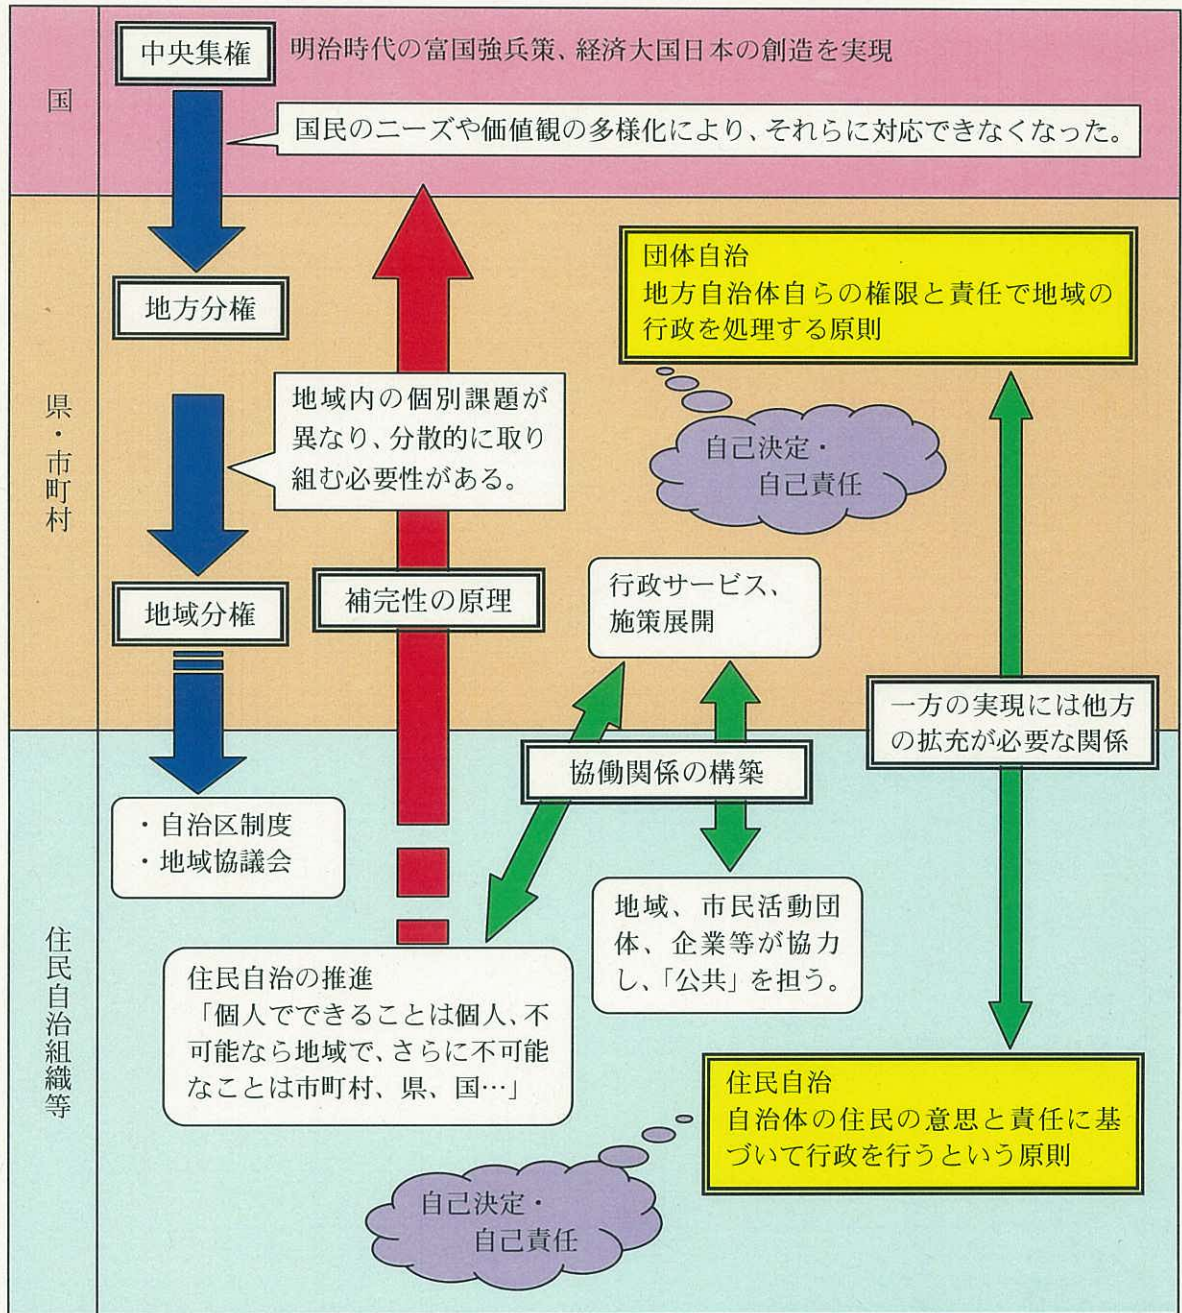 国
中央集権
明治時代の富国強兵策、経済大国日本の創造を実現
国民のニーズや価値観の多様化により、それらに対応できなくなった。
県・市町村
地方分権
団体自治
地方自治体自らの権限と責任で地域の
行政を処理する原則
地域内の個別課題が
異なり、分散的に取り
組む必要性がある。
自己決定・
自己責任
地域分権
補完性の原理
行政サービス、
施策展開
一方の実現には他方
の拡充が必要な関係
協働関係の構築
住民自治組織等
・自治区制度
・地域協議会
地域、市民活動団
体、企業等が協力
し、「公共」を担う。
住民自治の推進
「個人でできることは個人、不
可能なら地域で、さらに不可能
なことは市町村、県、国…」
住民自治
自治体の住民の意思と責任に基
づいて行政を行うという原則
自己決定・
自己責任